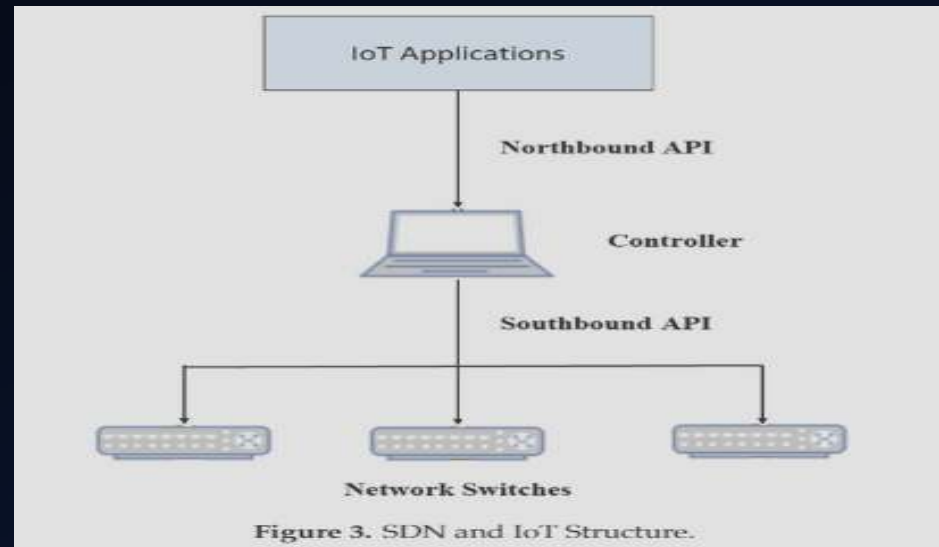 IoT Applications
Northbound API
Controller
Southbound API
Network Switches
Figure 3. SDN and IoT Structure.